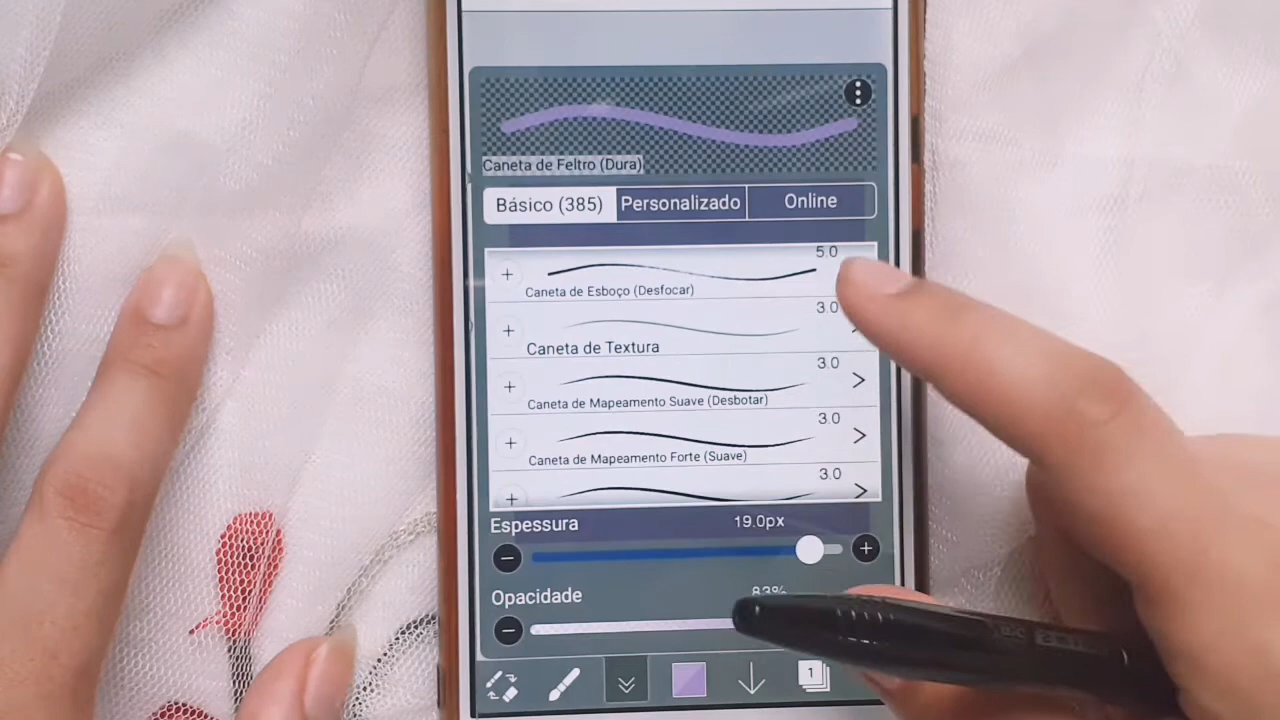 Caneta de Feltro (Dura)
Básico (385) Personalizado Online
5.0
Caneta de Esboço (Desfocar)
3.0
Caneta de Textura
3.0
Caneta de Mapeamento Suave (Desbotar)
3.0
Caneta de Mapeamento Forte (Suave)
3.0
Espessura 19.0px
Opacidade 83%
1